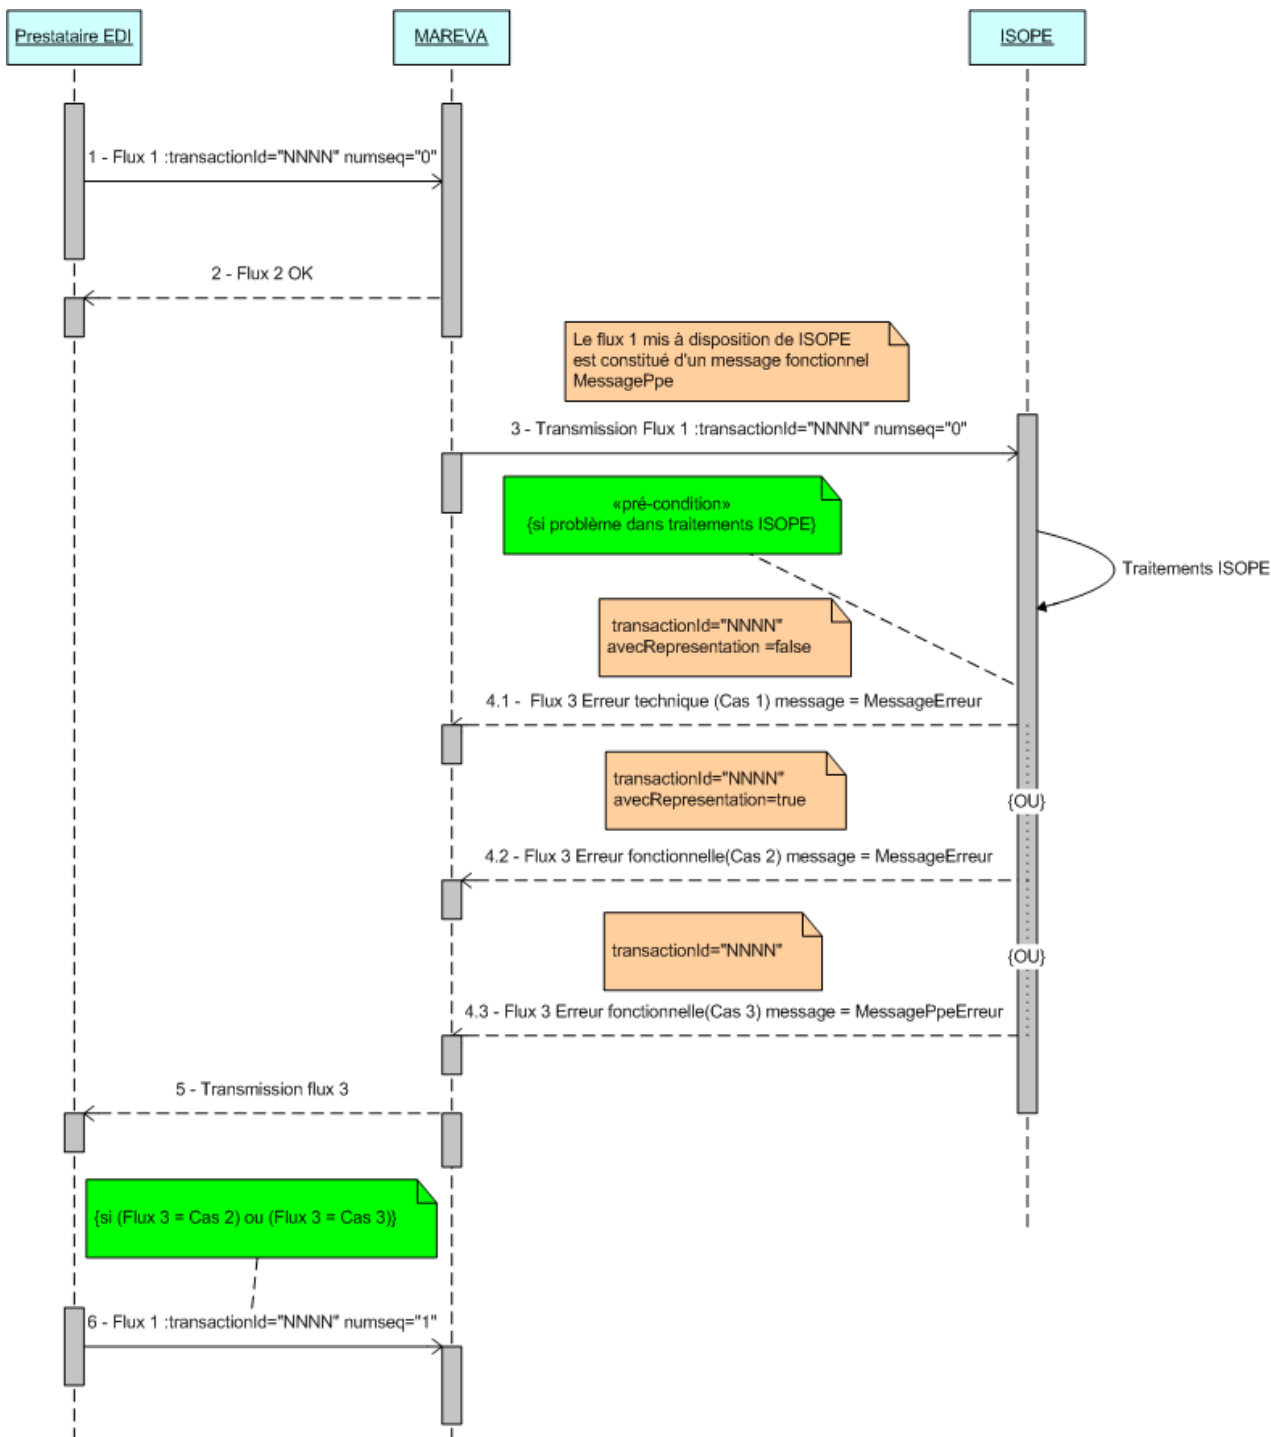 Prestataire EDI
MAREVA
ISOPE
1 - Flux 1 :transactionId="NNNN" numseq="0"
2 - Flux 2 OK
Le flux 1 mis à disposition de ISOPE
est constitué d'un message fonctionnel
MessagePpe
3 - Transmission Flux 1 :transactionId="NNNN" numseq="0"
«pré-condition»
{si problème dans traitements ISOPE}
Traitements ISOPE
transactionId="NNNN"
avecRepresentation =false
4.1 - Flux 3 Erreur technique (Cas 1) message = MessageErreur
transactionId="NNNN"
avecRepresentation=true
{OU}
4.2 - Flux 3 Erreur fonctionnelle(Cas 2) message = MessageErreur
transactionId="NNNN"
{OU}
4.3 - Flux 3 Erreur fonctionnelle(Cas 3) message = MessagePpeErreur
5 - Transmission flux 3
{si (Flux 3 = Cas 2) ou (Flux 3 = Cas 3)}
6 - Flux 1 :transactionId="NNNN" numseq="1"